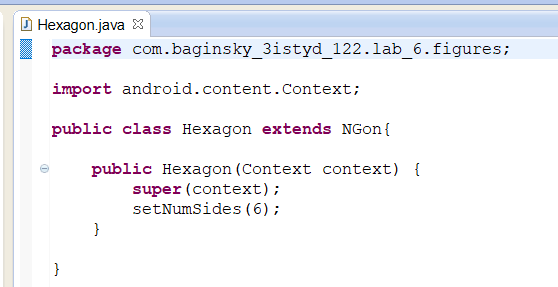 Hexagon.java
package com.baginsky_3istyd_122.lab_6.figures;
import android.content.Context;
public class Hexagon extends NGon{
public Hexagon(Context context) {
super(context);
setNumSides(6);
}
}